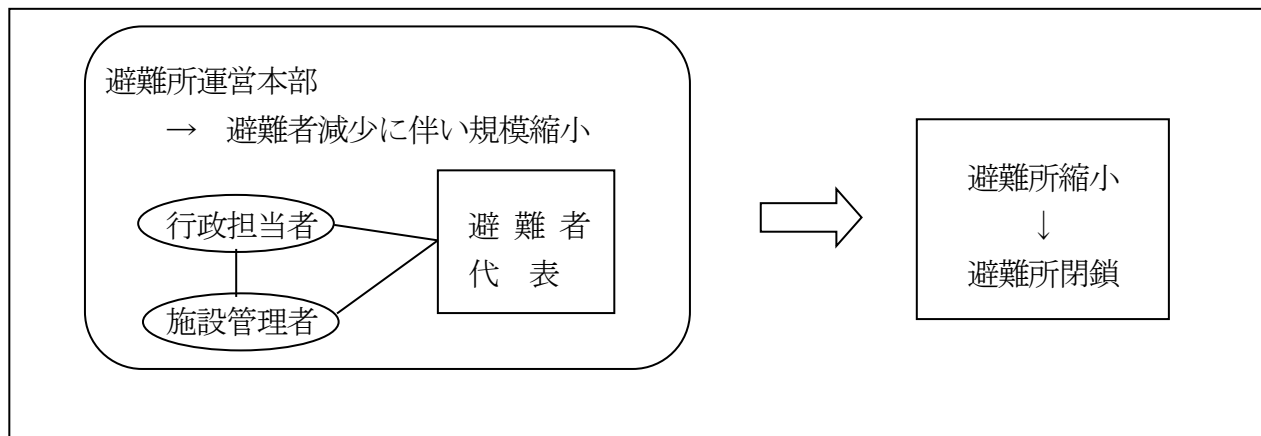 避難所運営本部
→ 避難者減少に伴い規模縮小
行政担当者
施設管理者
避 難 者
代 表
避難所縮小
↓
避難所閉鎖